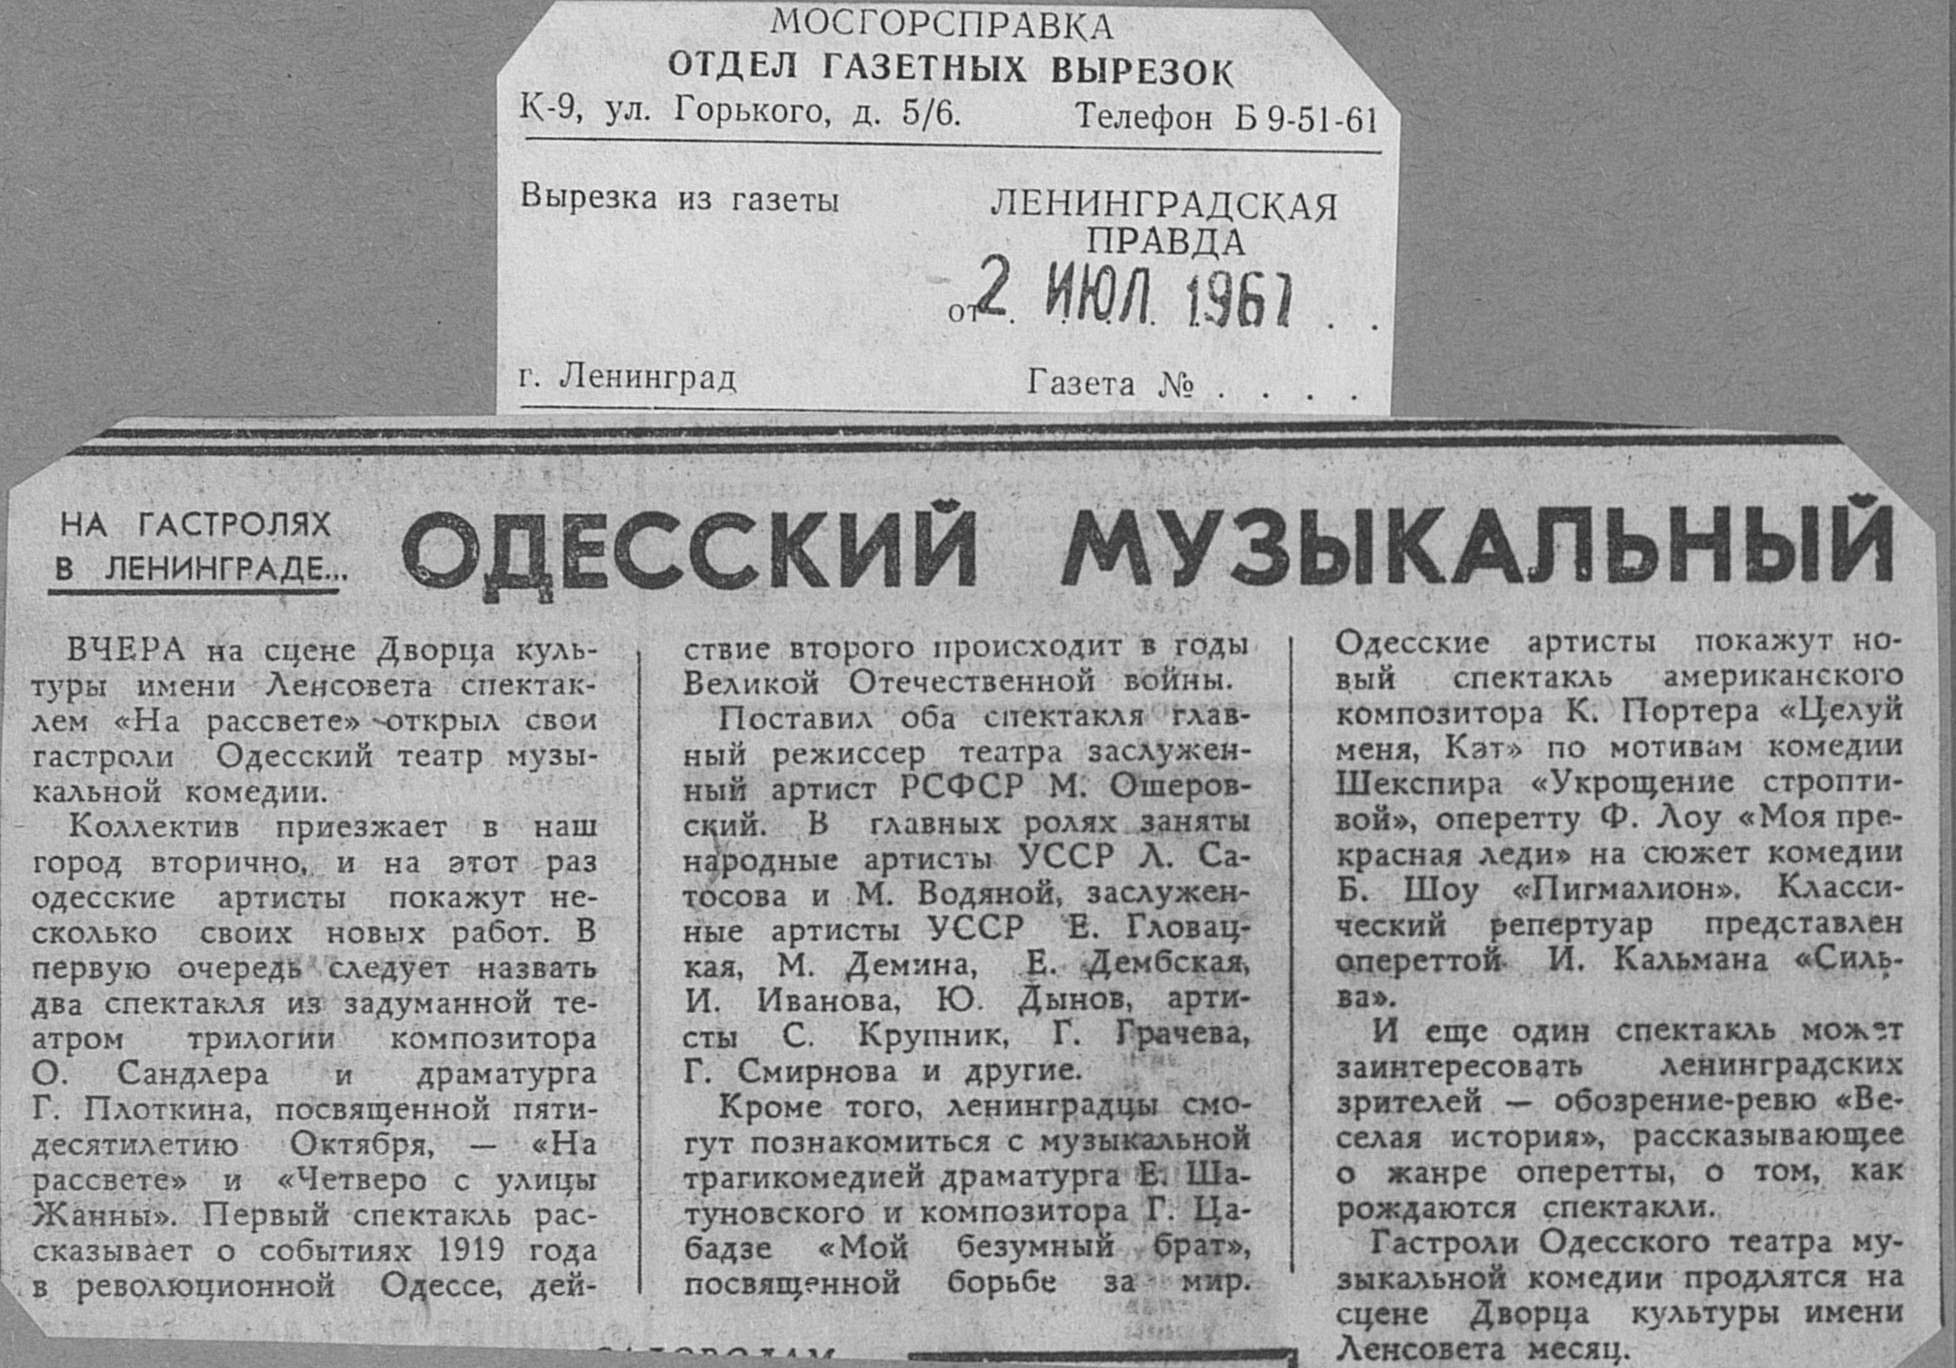 МОСГОРСПРАВКА
ОТДЕЛ ГАЗЕТНЫХ ВЫРЕЗОК
К-9, ул. Горького, д. 5/6. Телефон Б 9-51-61
Вырезка из газеты ЛЕНИНГРАДСКАЯ
ПРАВДА
от 2 ИЮЛ. 1967 . .
г. Ленинград Газета № . . . .
НА ГАСТРОЛЯХ
В ЛЕНИНГРАДЕ...
ОДЕССКИЙ МУЗЫКАЛЬНЫЙ
ВЧЕРА на сцене Дворца куль-
туры имени Ленсовета спектак-
лем «На рассвете» открыл свои
гастроли Одесский театр музы-
кальной комедии.
Коллектив приезжает в наш
город вторично, и на этот раз
одесские артисты покажут не-
сколько своих новых работ. В
первую очередь следует назвать
два спектакля из задуманной те-
атром трилогии композитора
О. Сандлера и драматурга
Г. Плоткина, посвященной пяти-
десятилетию Октября, — «На
рассвете» и «Четверо с улицы
Жанны». Первый спектакль рас-
сказывает о событиях 1919 года
в революционной Одессе, дей-
ствие второго происходит в годы
Великой Отечественной войны.
Поставил оба спектакля глав-
ный режиссер театра заслужен-
ный артист РСФСР М. Ошеров-
ский. В главных ролях заняты
народные артисты УССР Л. Са-
тосова и М. Водяной, заслужен-
ные артисты УССР Е. Гловац-
кая, М. Демина, Е. Дембская,
И. Иванова, Ю. Дынов, арти-
сты С. Крупник, Г. Грачева,
Г. Смирнова и другие.
Кроме того, ленинградцы смо-
гут познакомиться с музыкальной
трагикомедией драматурга Е. Ша-
туновского и композитора Г. Ца-
бадзе «Мой безумный брат»,
посвященной борьбе за мир.
Одесские артисты покажут но-
вый спектакль американского
композитора К. Портера «Целуй
меня, Кэт» по мотивам комедии
Шекспира «Укрощение стропти-
вой», оперетту Ф. Лоу «Моя пре-
красная леди» на сюжет комедии
Б. Шоу «Пигмалион». Класси-
ческий репертуар представлен
опереттой И. Кальмана «Силь-
ва».
И еще один спектакль может
заинтересовать ленинградских
зрителей — обозрение-ревю «Ве-
селая история», рассказывающее
о жанре оперетты, о том, как
рождаются спектакли.
Гастроли Одесского театра му-
зыкальной комедии продлятся на
сцене Дворца культуры имени
Ленсовета месяц.